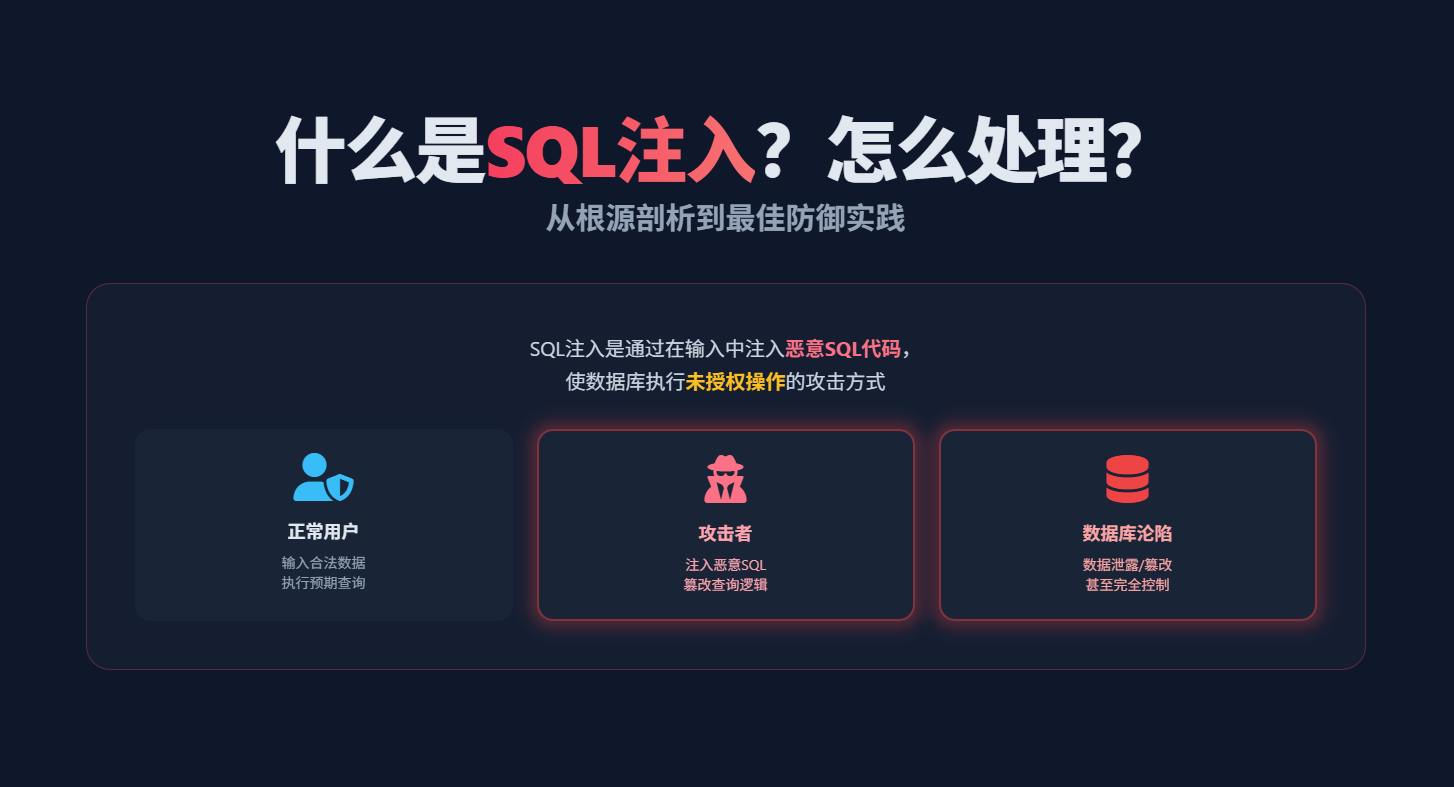 什么是SQL注入？怎么处理？
从根源剖析到最佳防御实践
SQL注入是通过在输入中注入恶意SQL代码，
使数据库执行未授权操作的攻击方式
正常用户
输入合法数据
执行预期查询
攻击者
注入恶意SQL
篡改查询逻辑
数据库沦陷
数据泄露/篡改
甚至完全控制